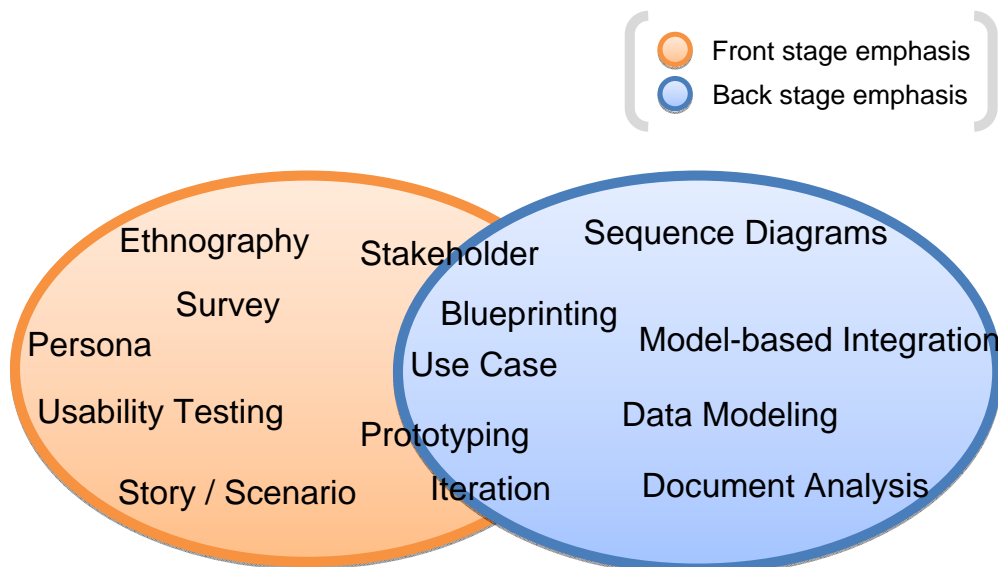 Front stage emphasis
Back stage emphasis
Ethnography
Stakeholder
Sequence Diagrams
Survey
Blueprinting
Persona
Use Case
Model-based Integration
Usability Testing
Prototyping
Data Modeling
Story / Scenario
Iteration
Document Analysis